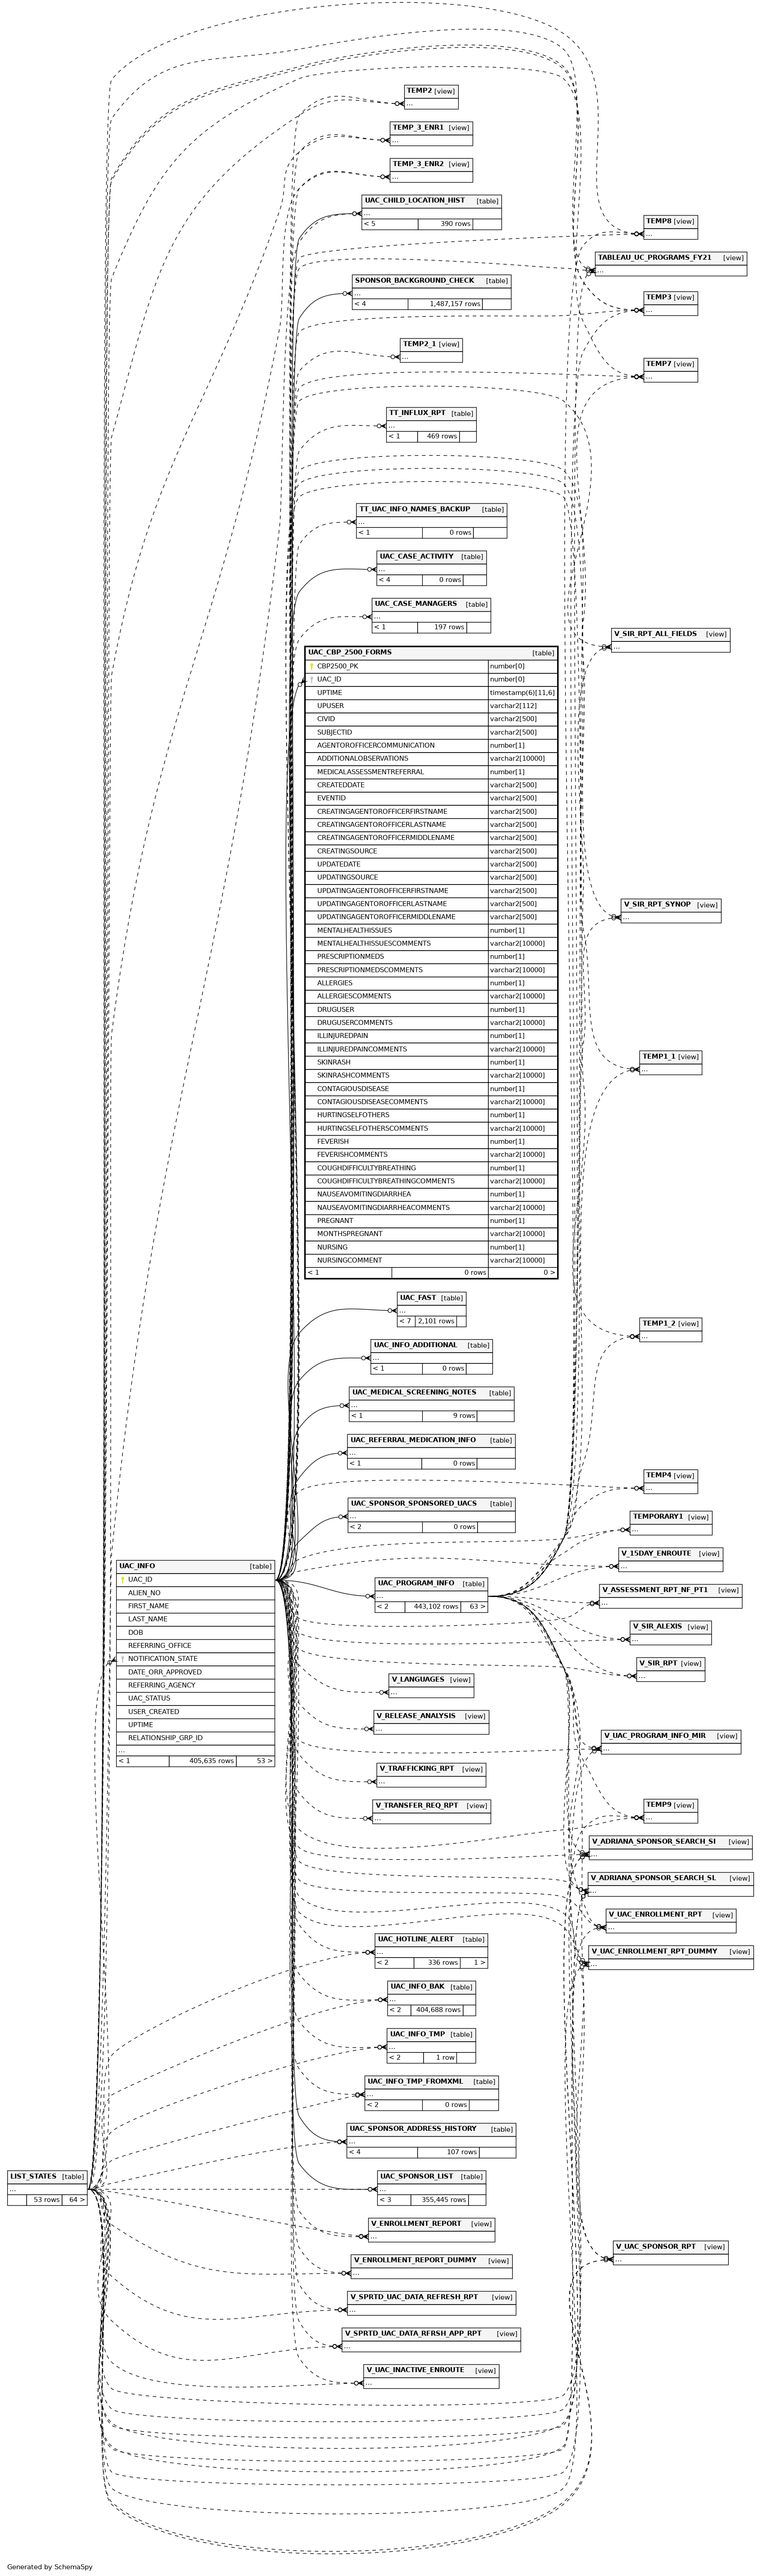 TEMP2 [view]
...
TEMP_3_ENR1 [view]
...
TEMP_3_ENR2 [view]
...
UAC_CHILD_LOCATION_HIST [table]
...
< 5 390 rows
TEMP8 [view]
...
TABLEAU_UC_PROGRAMS_FY21 [view]
...
SPONSOR_BACKGROUND_CHECK [table]
...
< 4 1,487,157 rows
TEMP3 [view]
...
TEMP2_1 [view]
...
TEMP7 [view]
...
TT_INFLUX_RPT [table]
...
< 1 469 rows
TT_UAC_INFO_NAMES_BACKUP [table]
...
< 1 0 rows
UAC_CASE_ACTIVITY [table]
...
< 4 0 rows
UAC_CASE_MANAGERS [table]
...
< 1 197 rows
V_SIR_RPT_ALL_FIELDS [view]
...
UAC_CBP_2500_FORMS [table]
CBP2500_PK number[0]
UAC_ID number[0]
UPTIME timestamp(6)[11,6]
UPUSER varchar2[112]
CIVID varchar2[500]
SUBJECTID varchar2[500]
AGENTOROFFICERCOMMUNICATION number[1]
ADDITIONALOBSERVATIONS varchar2[10000]
MEDICALASSESSMENTREFERRAL number[1]
CREATEDDATE varchar2[500]
EVENTID varchar2[500]
CREATINGAGENTOROFFICERFIRSTNAME varchar2[500]
CREATINGAGENTOROFFICERLASTNAME varchar2[500]
CREATINGAGENTOROFFICERMIDDLENAME varchar2[500]
CREATINGSOURCE varchar2[500]
UPDATEDATE varchar2[500]
UPDATINGSOURCE varchar2[500]
UPDATINGAGENTOROFFICERFIRSTNAME varchar2[500]
UPDATINGAGENTOROFFICERLASTNAME varchar2[500]
UPDATINGAGENTOROFFICERMIDDLENAME varchar2[500]
MENTALHEALTHISSUES number[1]
MENTALHEALTHISSUESCOMMENTS varchar2[10000]
PRESCRIPTIONMEDS number[1]
PRESCRIPTIONMEDSCOMMENTS varchar2[10000]
ALLERGIES number[1]
ALLERGIESCOMMENTS varchar2[10000]
DRUGUSER number[1]
DRUGUSERCOMMENTS varchar2[10000]
ILLINJUREDPAIN number[1]
ILLINJUREDPAINCOMMENTS varchar2[10000]
SKINRASH number[1]
SKINRASHCOMMENTS varchar2[10000]
CONTAGIOUSDISEASE number[1]
CONTAGIOUSDISEASECOMMENTS varchar2[10000]
HURTINGSELFOTHERS number[1]
HURTINGSELFOTHERSCOMMENTS varchar2[10000]
FEVERISH number[1]
FEVERISHCOMMENTS varchar2[10000]
COUGHDIFFICULTYBREATHING number[1]
COUGHDIFFICULTYBREATHINGCOMMENTS varchar2[10000]
NAUSEAVOMITINGDIARRHEA number[1]
NAUSEAVOMITINGDIARRHEACOMMENTS varchar2[10000]
PREGNANT number[1]
MONTHSPREGNANT varchar2[10000]
NURSING number[1]
NURSINGCOMMENT varchar2[10000]
< 1 0 rows 0 >
V_SIR_RPT_SYNOP [view]
...
TEMP1_1 [view]
...
UAC_FAST [table]
...
< 7 2,101 rows
TEMP1_2 [view]
...
UAC_INFO_ADDITIONAL [table]
...
< 1 0 rows
UAC_MEDICAL_SCREENING_NOTES [table]
...
< 1 9 rows
UAC_REFERRAL_MEDICATION_INFO [table]
...
< 1 0 rows
TEMP4 [view]
...
UAC_SPONSOR_SPONSORED_UACS [table]
...
< 2 0 rows
TEMPORARY1 [view]
...
V_15DAY_ENROUTE [view]
...
UAC_INFO [table]
UAC_ID
ALIEN_NO
FIRST_NAME
LAST_NAME
DOB
REFERRING_OFFICE
NOTIFICATION_STATE
DATE_ORR_APPROVED
REFERRING_AGENCY
UAC_STATUS
USER_CREATED
UPTIME
RELATIONSHIP_GRP_ID
...
< 1 405,635 rows 53 >
UAC_PROGRAM_INFO [table]
...
< 2 443,102 rows 63 >
V_ASSESSMENT_RPT_NF_PT1 [view]
...
V_SIR_ALEXIS [view]
...
V_SIR_RPT [view]
...
V_LANGUAGES [view]
...
V_RELEASE_ANALYSIS [view]
...
V_UAC_PROGRAM_INFO_MIR [view]
...
V_TRAFFICKING_RPT [view]
...
V_TRANSFER_REQ_RPT [view]
...
TEMP9 [view]
...
V_ADRIANA_SPONSOR_SEARCH_SI [view]
...
V_ADRIANA_SPONSOR_SEARCH_SL [view]
...
V_UAC_ENROLLMENT_RPT [view]
...
UAC_HOTLINE_ALERT [table]
...
< 2 336 rows 1 >
V_UAC_ENROLLMENT_RPT_DUMMY [view]
...
UAC_INFO_BAK [table]
...
< 2 404,688 rows
UAC_INFO_TMP [table]
...
< 2 1 row
UAC_INFO_TMP_FROMXML [table]
...
< 2 0 rows
UAC_SPONSOR_ADDRESS_HISTORY [table]
...
< 4 107 rows
LIST_STATES [table]
...
53 rows 64 >
UAC_SPONSOR_LIST [table]
...
< 3 355,445 rows
V_ENROLLMENT_REPORT [view]
...
V_UAC_SPONSOR_RPT [view]
...
V_ENROLLMENT_REPORT_DUMMY [view]
...
V_SPRTD_UAC_DATA_REFRESH_RPT [view]
...
V_SPRTD_UAC_DATA_RFRSH_APP_RPT [view]
...
V_UAC_INACTIVE_ENROUTE [view]
...
Generated by SchemaSpy